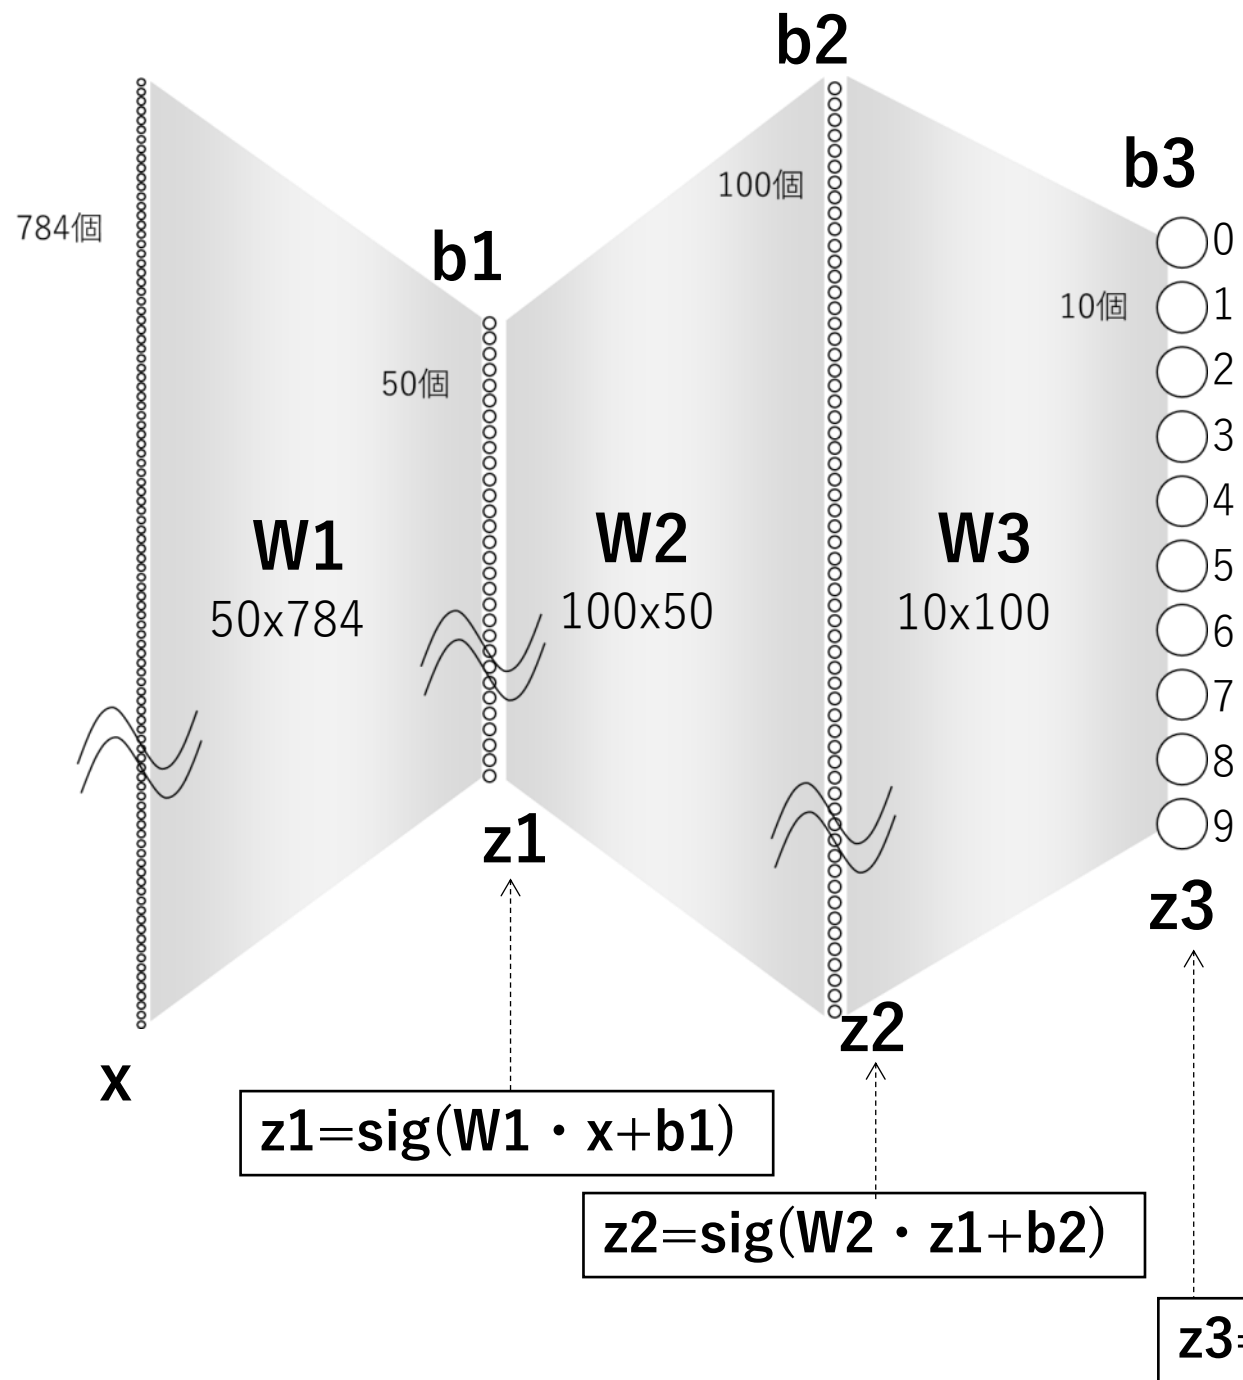 b2
b3
100個
784個
b1
0
1
10個
2
50個
3
4
W1
W2
W3
5
50x784
100x50
10x100
6
7
8
9
z1
z3
z2
x
z1=sig(W1・x+b1)
z2=sig(W2・z1+b2)
z3=